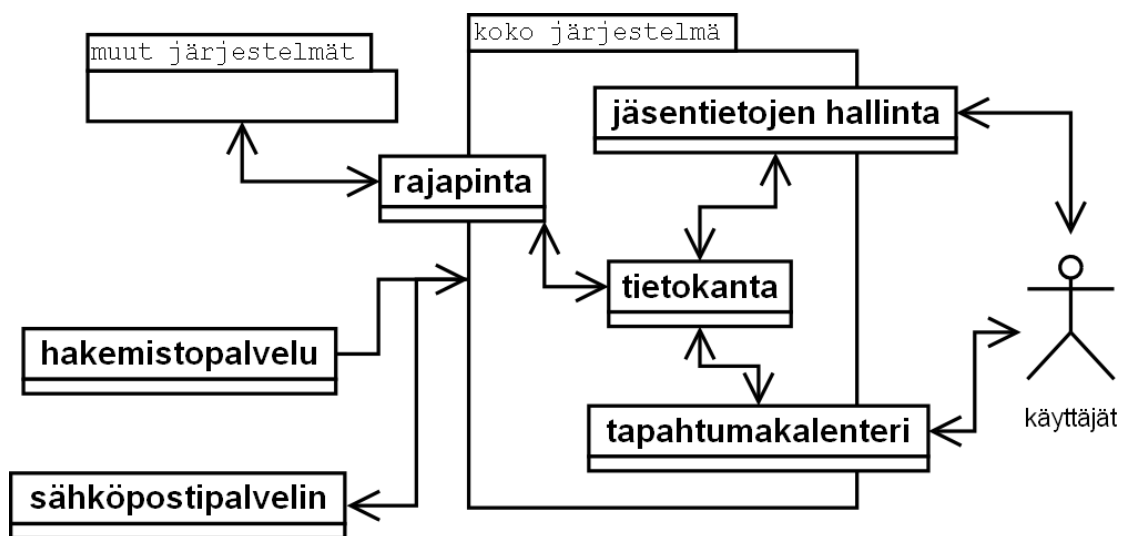 koko järjestelmä
muut järjestelmät
jäsentietojen hallinta
rajapinta
tietokanta
hakemistopalvelu
käyttäjät
tapahtumakalenteri
sähköpostipalvelin